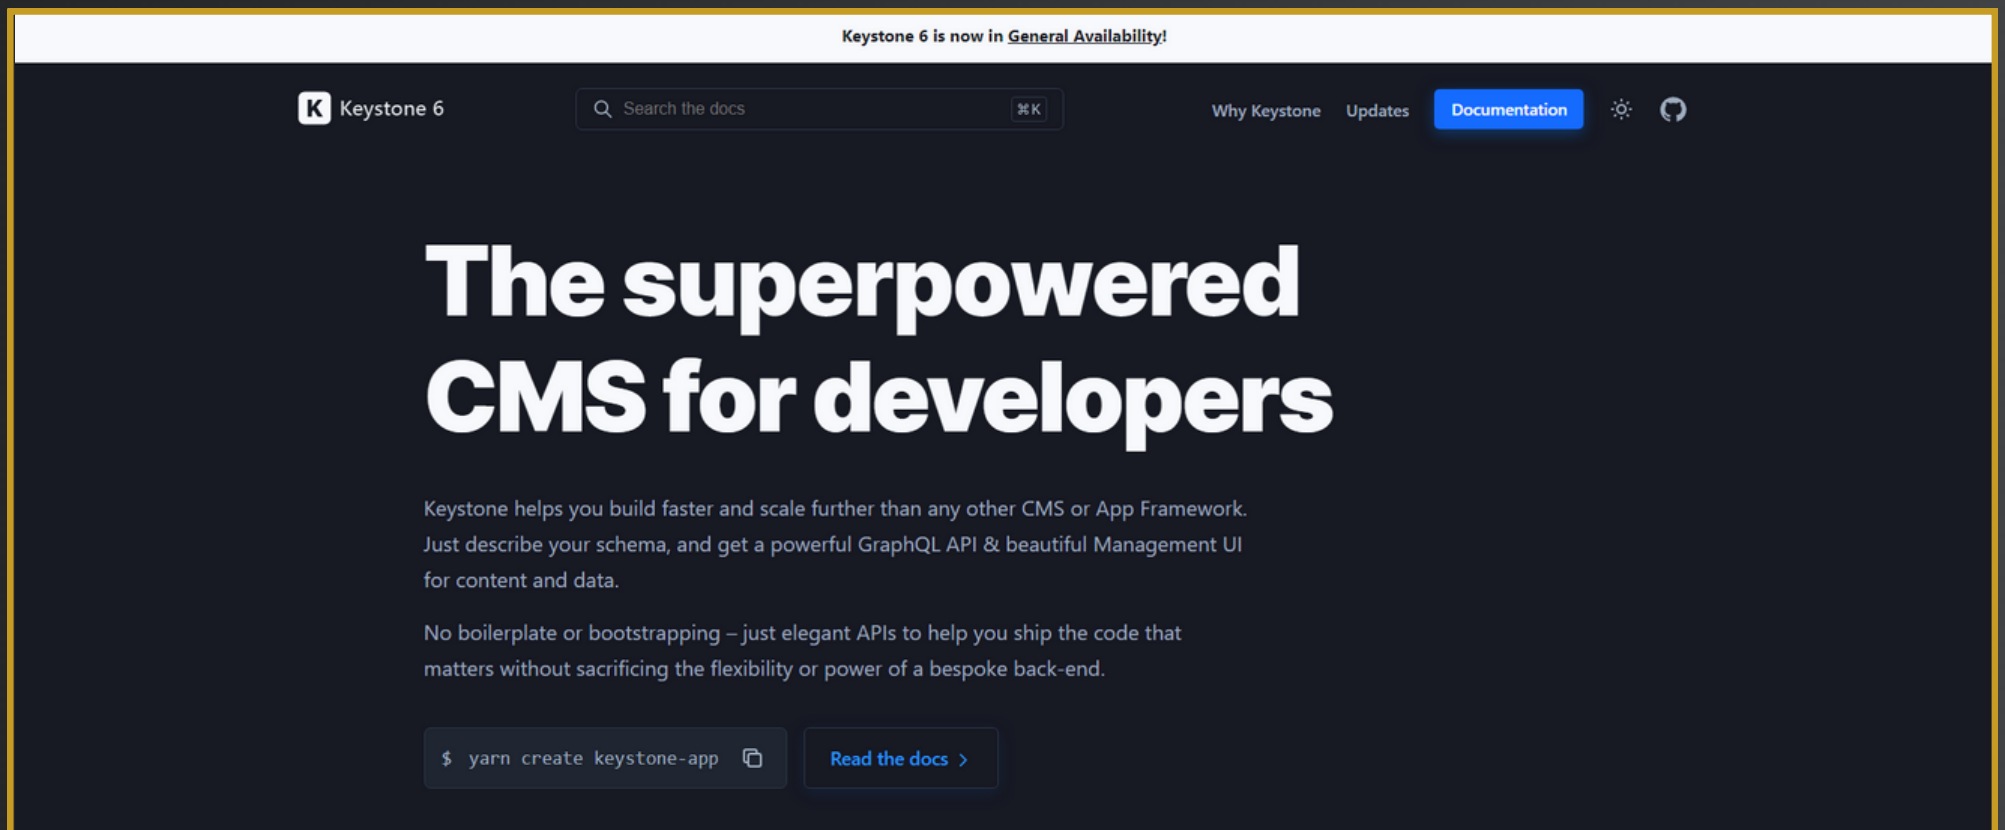 Keystone 6 is now in General Availability!
K Keystone 6
Search the docs
⌘K
Why Keystone
Updates
Documentation
The superpowered
CMS for developers
Keystone helps you build faster and scale further than any other CMS or App Framework.
Just describe your schema, and get a powerful GraphQL API & beautiful Management UI
for content and data.
No boilerplate or bootstrapping – just elegant APIs to help you ship the code that
matters without sacrificing the flexibility or power of a bespoke back-end.
$ yarn create keystone-app
Read the docs